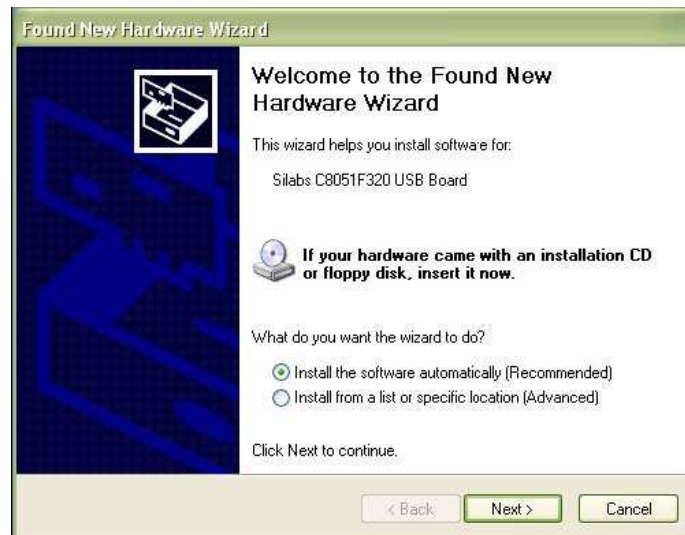 Found New Hardware Wizard
Welcome to the Found New
Hardware Wizard
This wizard helps you install software for:
Silabs C8051F320 USB Board
If your hardware came with an installation CD
or floppy disk, insert it now.
What do you want the wizard to do?
Install the software automatically (Recommended)
Install from a list or specific location (Advanced)
Click Next to continue.
< Back Next > Cancel